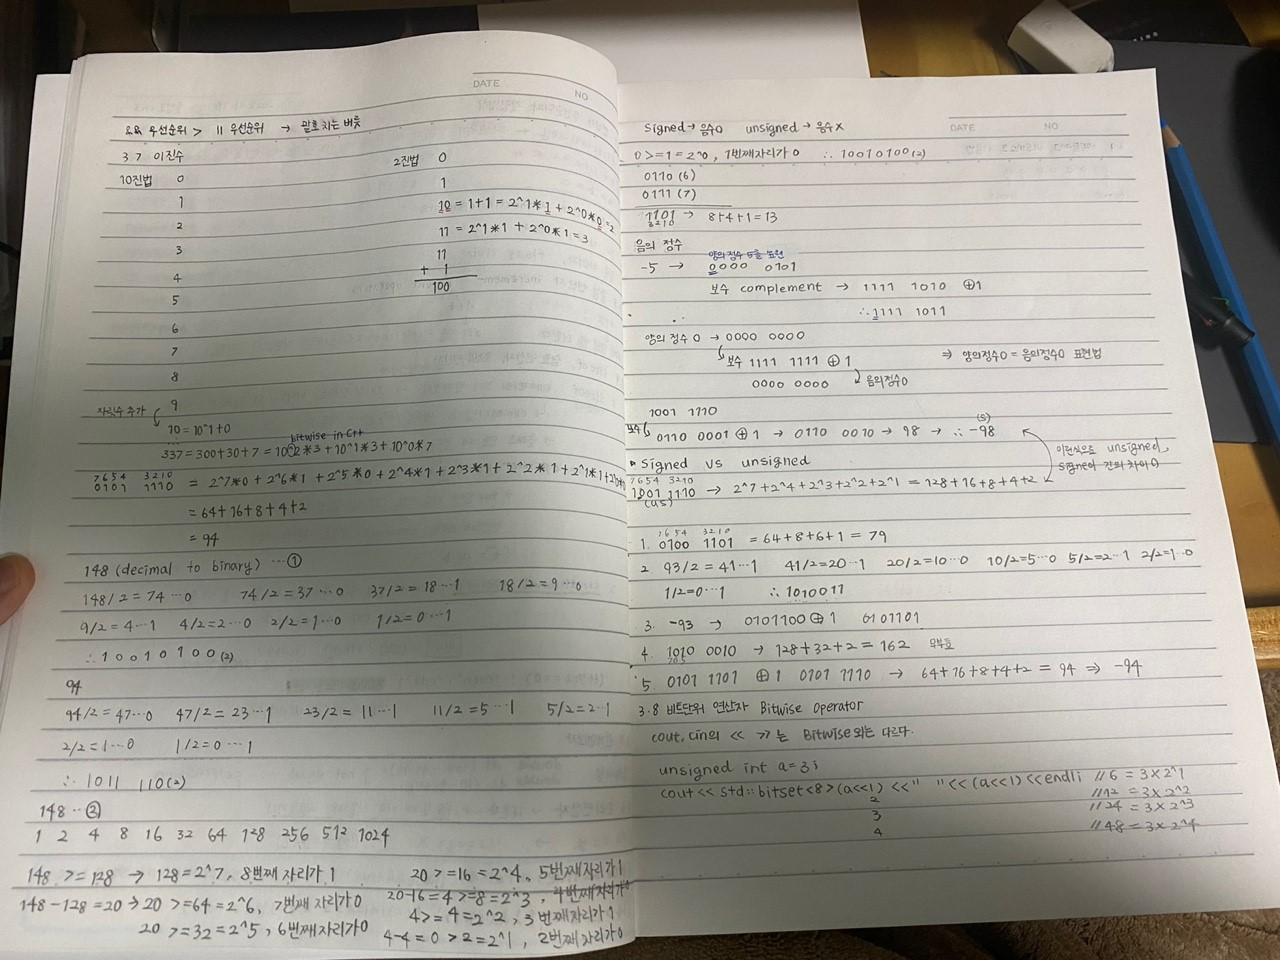 DATE
NO
&& 우선순위 > || 우선순위 → 괄호 치는 버릇
3.7 이진수
2진법 0
10진법 0
1
1
10 = 1+1 = 2^1*1 + 2^0*0 = 2
2
11 = 2^1*1 + 2^0*1 = 3
3
11
+ 1
4
100
5
6
7
8
9
자릿수 추가
10 = 10^1+0
...
bitwise in C++
337 = 300+30+7 = 10^2*3 + 10^1*3 + 10^0*7
7 6 5 4 3 2 1 0
0101 1110 = 2^7*0 + 2^6*1 + 2^5*0 + 2^4*1 + 2^3*1 + 2^2*1 + 2^1*1 + 2^0*0
= 64+16+8+4+2
= 94
148 (decimal to binary) ...①
148/2 = 74...0 74/2 = 37...0 37/2 = 18...1 18/2 = 9...0
9/2 = 4...1 4/2 = 2...0 2/2 = 1...0 1/2 = 0...1
∴ 10010100(2)
94
94/2 = 47...0 47/2 = 23...1 23/2 = 11...1 11/2 = 5...1 5/2 = 2...1
2/2 = 1...0 1/2 = 0...1
∴ 1011 110(2)
148...②
1 2 4 8 16 32 64 128 256 512 1024
148 >= 128 → 128 = 2^7, 8번째 자리가 1
148-128 = 20 → 20 >= 64 = 2^6, 7번째 자리가 0
20 >= 32 = 2^5, 6번째 자리가 0
20 >= 16 = 2^4, 5번째 자리가 1
20-16 = 4 >= 8 = 2^3, 4번째 자리가 0
4 >= 4 = 2^2, 3번째 자리가 1
4-4 = 0 > 2 = 2^1, 2번째 자리가 0
Signed → 음수O unsigned → 음수X
DATE
NO
0 >= 1 = 2^0, 1번째 자리가 0 ∴ 10010100(2)
0110 (6)
0111 (7)
1101 → 8+4+1 = 13
3210
음의 정수
양의 정수 5를 표현
-5 → 0000 0101
보수 complement → 1111 1010 ⊕1
∴ 1111 1011
양의 정수 0 → 0000 0000
보수 1111 1111 ⊕ 1 ⇒ 양의정수0 = 음의정수0 표현법
0000 0000 음의정수0
1001 1110
보수 0110 0001 ⊕ 1 → 0110 0010 → 98 → ∴ -98
(S)
Signed vs unsigned
이런식으로 unsigned,
signed 간의 차이 O
7 6 5 4 3 2 1 0
1001 1110 → 2^7+2^4+2^3+2^2+2^1 = 128+16+8+4+2
(us)
7 6 5 4 3 2 1 0
1. 0100 1101 = 64+8+6+1 = 79
2. 93/2 = 41...1 41/2 = 20...1 20/2 = 10...0 10/2 = 5...0 5/2 = 2...1 2/2 = 1...0
1/2 = 0...1 ∴ 1010011
3. -93 → 0101100 ⊕ 1 0101101
4. 1010 0010 → 128+32+2 = 162 무부호
5. 0101 1101 ⊕ 1 0101 1110 → 64+16+8+4+2 = 94 ⇒ -94
3.8 비트단위 연산자 Bitwise operator
cout, cin의 << >> 는 Bitwise와는 다르다.
unsigned int a = 3;
cout << std::bitset<8>(a<<1) << " " << (a<<1) << endl; // 6 = 3 x 2^1
2 // 12 = 3 x 2^2
3 // 24 = 3 x 2^3
4 // 48 = 3 x 2^4